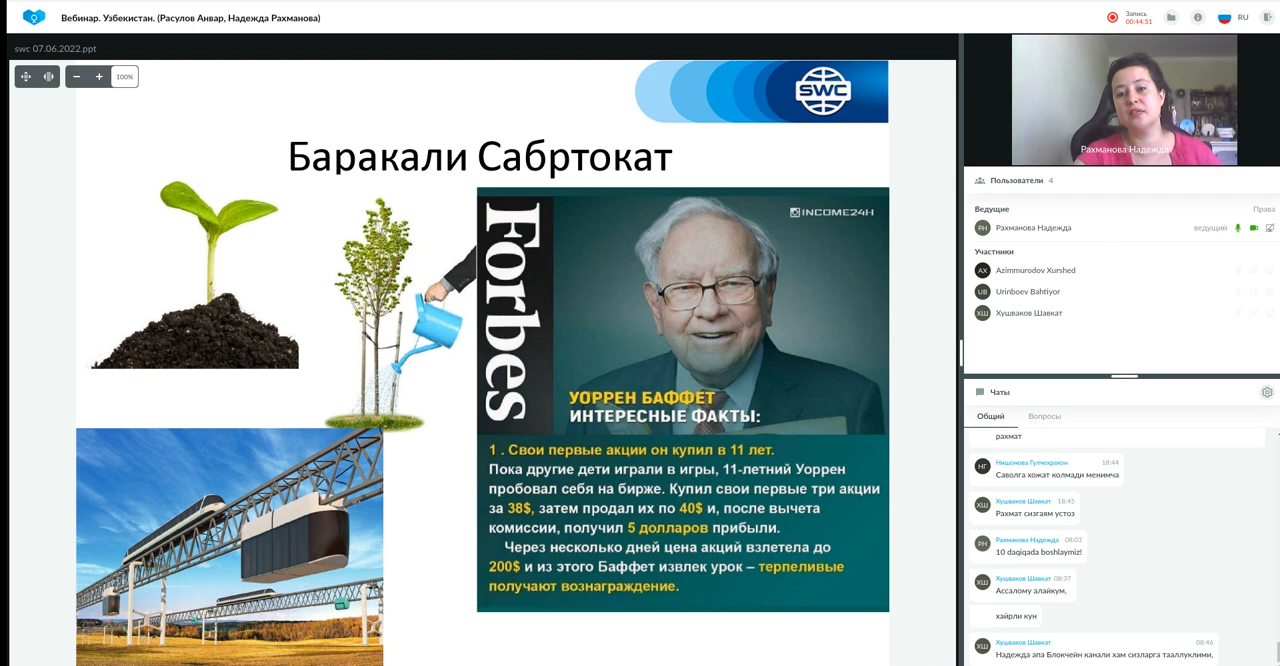 Вебинар. Узбекистан. (Расулов Анвар, Надежда Рахманова)
Запись
00:44:51
RU
swc 07.06.2022.ppt
100%
SWC
Баракали Сабртокат
Forbes
INCOME24H
УОРРЕН БАФФЕТ
ИНТЕРЕСНЫЕ ФАКТЫ:
1 . Свои первые акции он купил в 11 лет.
Пока другие дети играли в игры, 11-летний Уоррен
пробовал себя на бирже. Купил свои первые три акции
за 38$, затем продал их по 40$ и, после вычета
комиссии, получил 5 долларов прибыли.
Через несколько дней цена акций взлетела до
200$ и из этого Баффет извлек урок – терпеливые
получают вознаграждение.
Рахманова Надежда
Пользователи 4
Ведущие Права
РН Рахманова Надежда ведущий
Участники
AX Azimmurodov Xurshed
UB Urinboev Bahtiyor
ХШ Хушваков Шавкат
Чаты
Общий Вопросы
рахмат
НГ Нишонова Гулчехрахон 18:44
Саволга хожат колмади менимча
ХШ Хушваков Шавкат 18:45
Рахмат сизгаям устоз
РН Рахманова Надежда 08:03
10 daqiqada boshlaymiz!
ХШ Хушваков Шавкат 08:37
Ассалому алайкум,
хайрли кун
ХШ Хушваков Шавкат 08:46
Надежда апа Блокчейн канали хам сизларга тааллуклими,